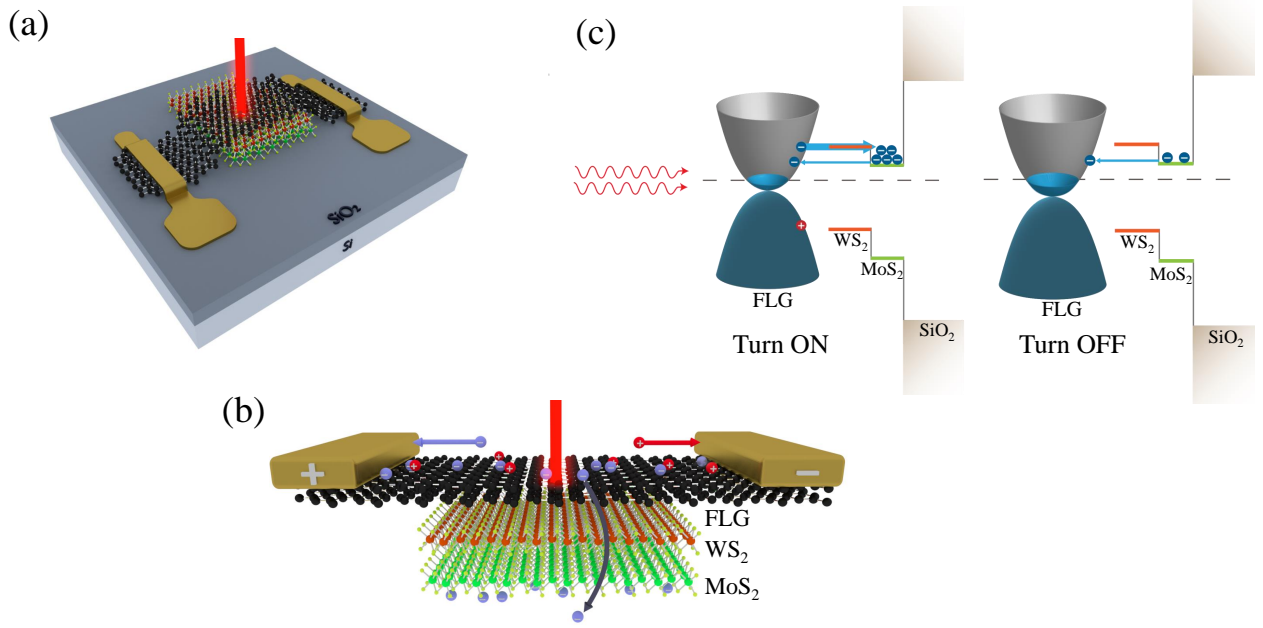 (a)
SiO₂
Si
(c)
− − − − − −
− −
+
WS₂
MoS₂
FLG
SiO₂
Turn ON
− − −
WS₂
MoS₂
FLG
SiO₂
Turn OFF
(b)
+
−
FLG
WS₂
MoS₂